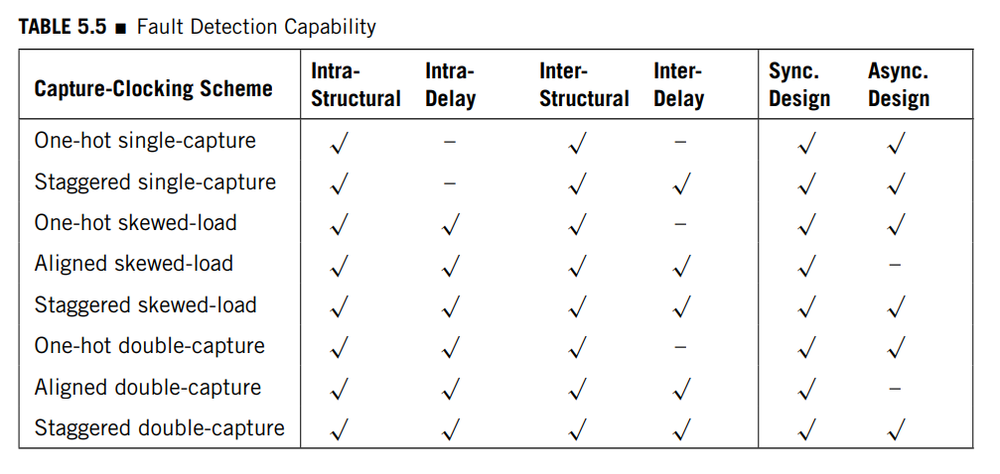 TABLE 5.5 ■ Fault Detection Capability
Capture-Clocking Scheme Intra-Structural Intra-Delay Inter-Structural Inter-Delay Sync. Design Async. Design
One-hot single-capture √ – √ – √ √
Staggered single-capture √ – √ √ √ √
One-hot skewed-load √ √ √ – √ √
Aligned skewed-load √ √ √ √ √ –
Staggered skewed-load √ √ √ √ √ √
One-hot double-capture √ √ √ – √ √
Aligned double-capture √ √ √ √ √ –
Staggered double-capture √ √ √ √ √ √